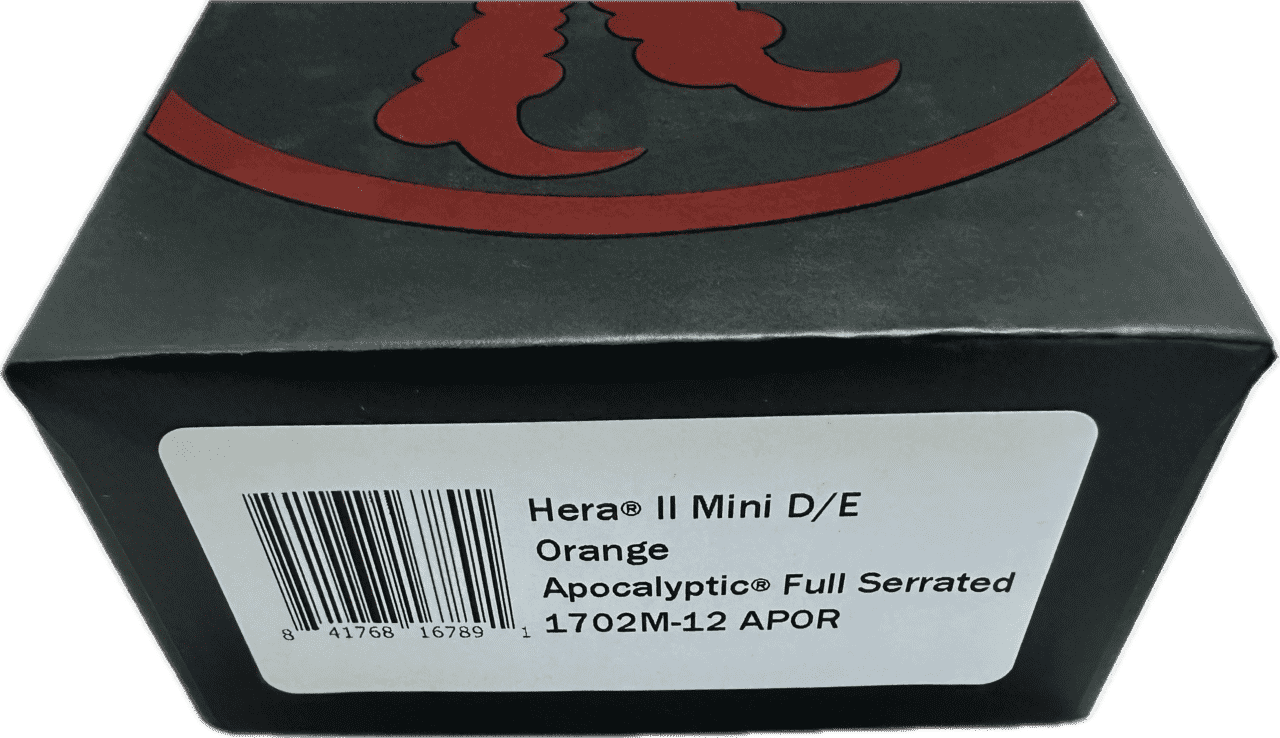 Hera® II Mini D/E
Orange
Apocalyptic® Full Serrated
1702M-12 APOR
8 41768 16789 1